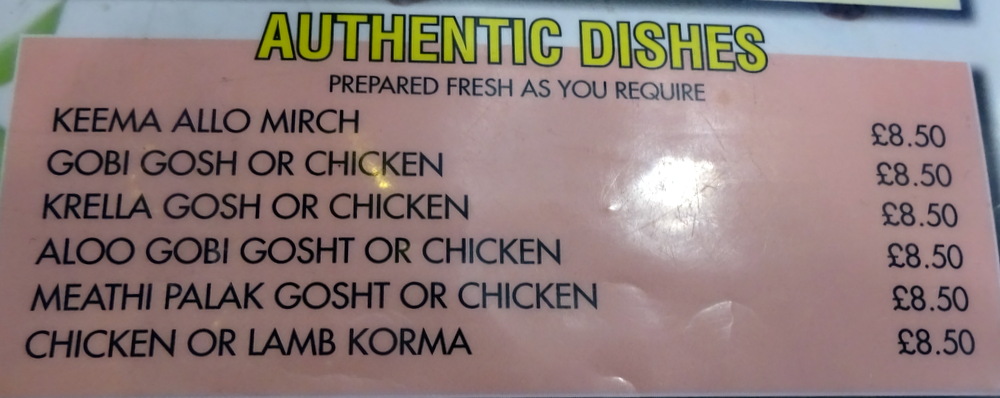 AUTHENTIC DISHES
PREPARED FRESH AS YOU REQUIRE
KEEMA ALLO MIRCH £8.50
GOBI GOSH OR CHICKEN £8.50
KRELLA GOSH OR CHICKEN £8.50
ALOO GOBI GOSHT OR CHICKEN £8.50
MEATHI PALAK GOSHT OR CHICKEN £8.50
CHICKEN OR LAMB KORMA £8.50